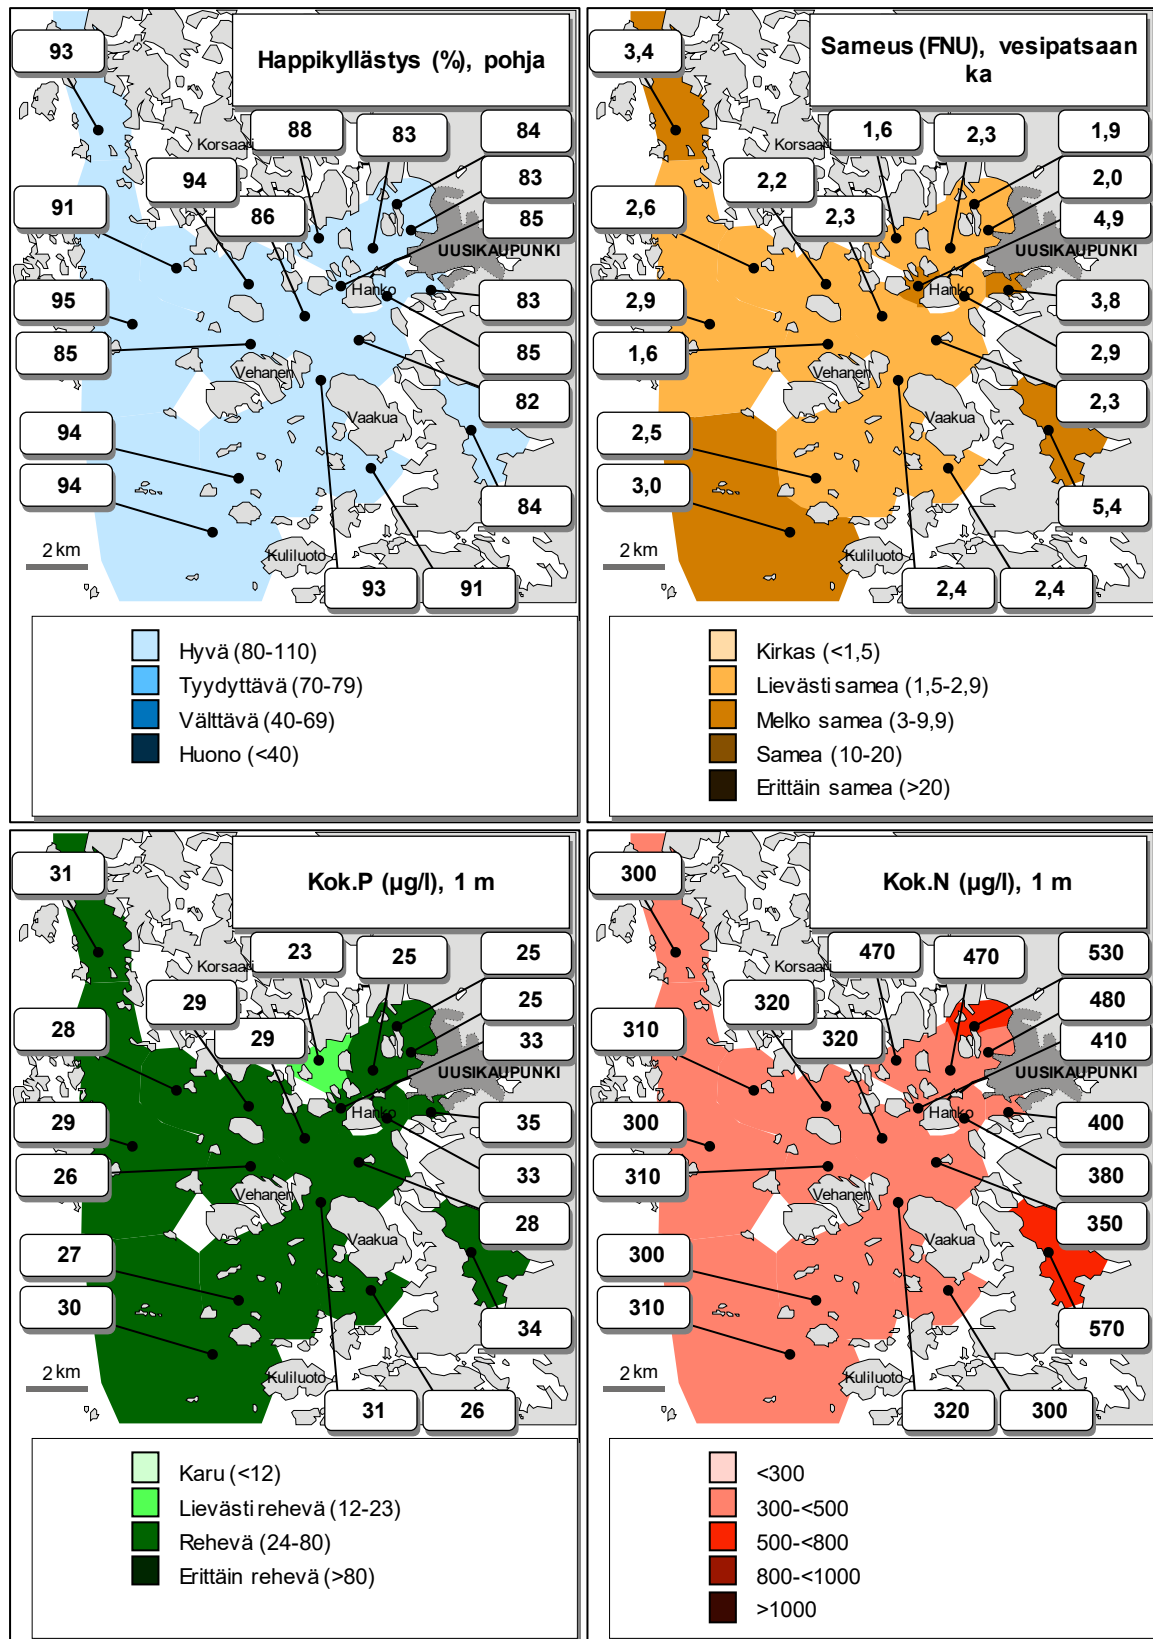 Happikyllästys (%), pohja
93
88
83
84
Korsaari
94
83
91
86
85
UUSIKAUPUNKI
Hanko
95
83
85
85
Vehanen
82
Vaakua
94
94
84
2 km
Kuliluoto
93
91
Hyvä (80-110)
Tyydyttävä (70-79)
Välttävä (40-69)
Huono (<40)
Sameus (FNU), vesipatsaan
ka
3,4
1,6
2,3
1,9
Korsaari
2,2
2,0
2,6
2,3
4,9
UUSIKAUPUNKI
Hanko
2,9
3,8
1,6
2,9
Vehanen
2,3
Vaakua
2,5
3,0
5,4
2 km
Kuliluoto
2,4
2,4
Kirkas (<1,5)
Lievästi samea (1,5-2,9)
Melko samea (3-9,9)
Samea (10-20)
Erittäin samea (>20)
Kok.P (µg/l), 1 m
31
23
25
25
Korsaari
29
25
28
29
33
UUSIKAUPUNKI
Hanko
29
35
26
33
Vehanen
28
Vaakua
27
30
34
2 km
Kuliluoto
31
26
Karu (<12)
Lievästi rehevä (12-23)
Rehevä (24-80)
Erittäin rehevä (>80)
Kok.N (µg/l), 1 m
300
470
470
530
Korsaari
320
480
310
320
410
UUSIKAUPUNKI
Hanko
300
400
310
380
Vehanen
350
Vaakua
300
310
570
2 km
Kuliluoto
320
300
<300
300-<500
500-<800
800-<1000
>1000